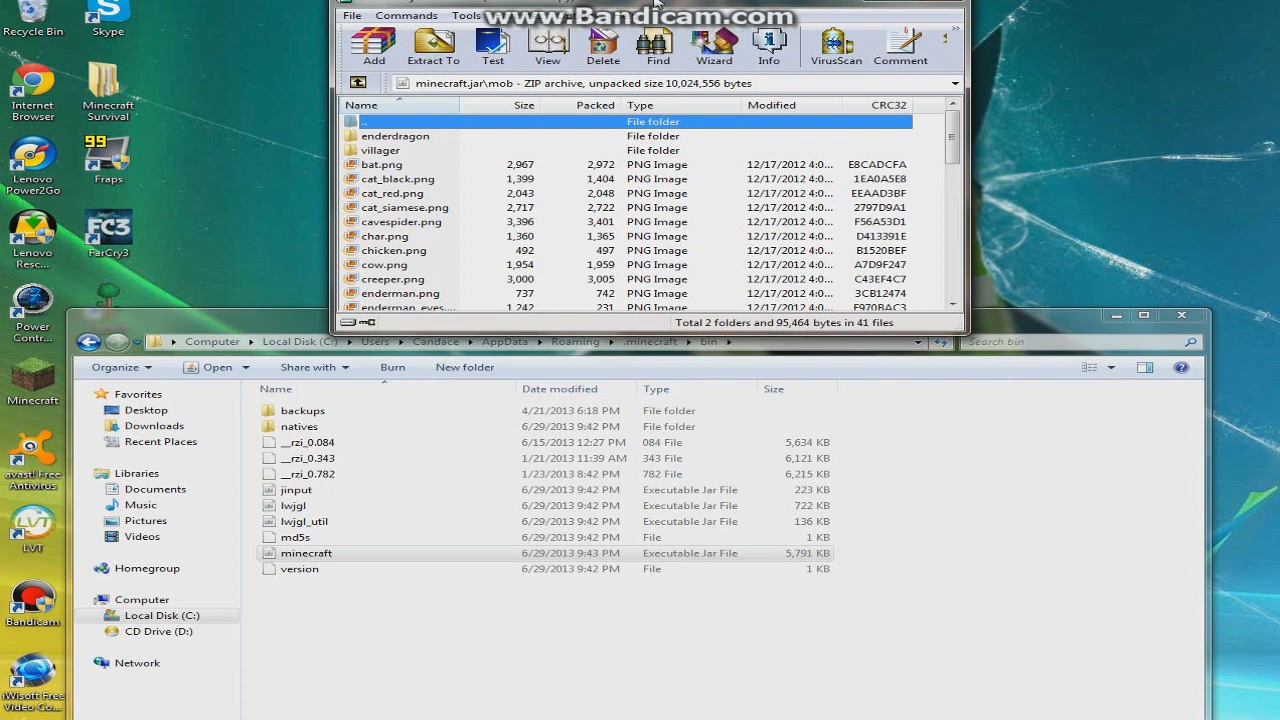 www.Bandicam.com
File Commands Tools
Add Extract To Test View Delete Find Wizard Info VirusScan Comment
minecraft.jar\mob - ZIP archive, unpacked size 10,024,556 bytes
Name Size Packed Type Modified CRC32
.. File folder
enderdragon File folder
villager File folder
bat.png 2,967 2,972 PNG Image 12/17/2012 4:0... E8CADCFA
cat_black.png 1,399 1,404 PNG Image 12/17/2012 4:0... 1EA0A5E8
cat_red.png 2,043 2,048 PNG Image 12/17/2012 4:0... EEAAD3BF
cat_siamese.png 2,717 2,722 PNG Image 12/17/2012 4:0... 2797D9A1
cavespider.png 3,396 3,401 PNG Image 12/17/2012 4:0... F56A53D1
char.png 1,360 1,365 PNG Image 12/17/2012 4:0... D413391E
chicken.png 492 497 PNG Image 12/17/2012 4:0... B1520BEF
cow.png 1,954 1,959 PNG Image 12/17/2012 4:0... A7D9F247
creeper.png 3,000 3,005 PNG Image 12/17/2012 4:0... C43EF4C7
enderman.png 737 742 PNG Image 12/17/2012 4:0... 3CB12474
enderman_eyes.... 1,242 231 PNG Image 12/17/2012 4:0... F970BAC3
Total 2 folders and 95,464 bytes in 41 files
Computer Local Disk (C:) Users Candace AppData Roaming .minecraft bin
Search bin
Organize Open Share with Burn New folder
Name Date modified Type Size
backups 4/21/2013 6:18 PM File folder
natives 6/29/2013 9:42 PM File folder
__rzi_0.084 6/15/2013 12:27 PM 084 File 5,634 KB
__rzi_0.343 1/21/2013 11:39 AM 343 File 6,121 KB
__rzi_0.782 1/23/2013 8:42 PM 782 File 6,215 KB
jinput 6/29/2013 9:42 PM Executable Jar File 223 KB
lwjgl 6/29/2013 9:42 PM Executable Jar File 722 KB
lwjgl_util 6/29/2013 9:42 PM Executable Jar File 136 KB
md5s 6/29/2013 9:42 PM File 1 KB
minecraft 6/29/2013 9:43 PM Executable Jar File 5,791 KB
version 6/29/2013 9:42 PM File 1 KB
Favorites
Desktop
Downloads
Recent Places
Libraries
Documents
Music
Pictures
Videos
Homegroup
Computer
Local Disk (C:)
CD Drive (D:)
Network
Recycle Bin
Skype
Internet
Browser
Minecraft
Survival
Lenovo
Power2Go
99
Fraps
Lenovo
Resc...
FC3
FarCry3
Power
Contr...
Minecraft
avast! Free
Antivirus
LVT
LVT
Bandicam
iWisoft Free
Video Co...